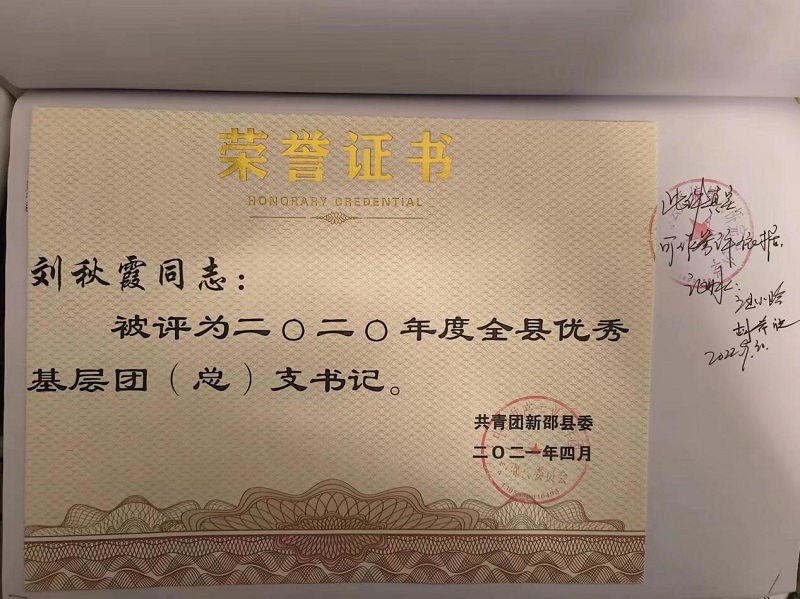 荣誉证书
HONORARY CREDENTIAL
刘秋霞同志：
被评为二〇二〇年度全县优秀
基层团（总）支书记。
共青团新邵县委
二〇二一年四月
此件真实
可作为评依据.
2022.9.30.